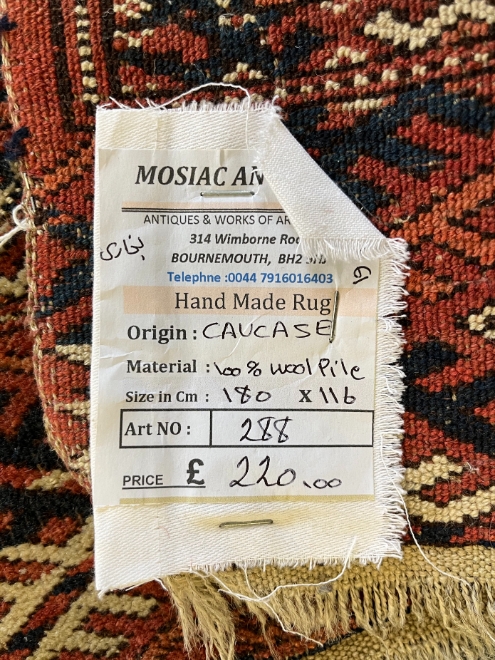 MOSIAC AN
ANTIQUES & WORKS OF AR
314 Wimborne Roa
BOURNEMOUTH, BH2
بخاری
Telephne :0044 7916016403
Hand Made Rug
Origin : CAUCASE
Material : 100% wool Pile
Size in Cm : 180 X 116
Art NO : 288
PRICE £ 220.00